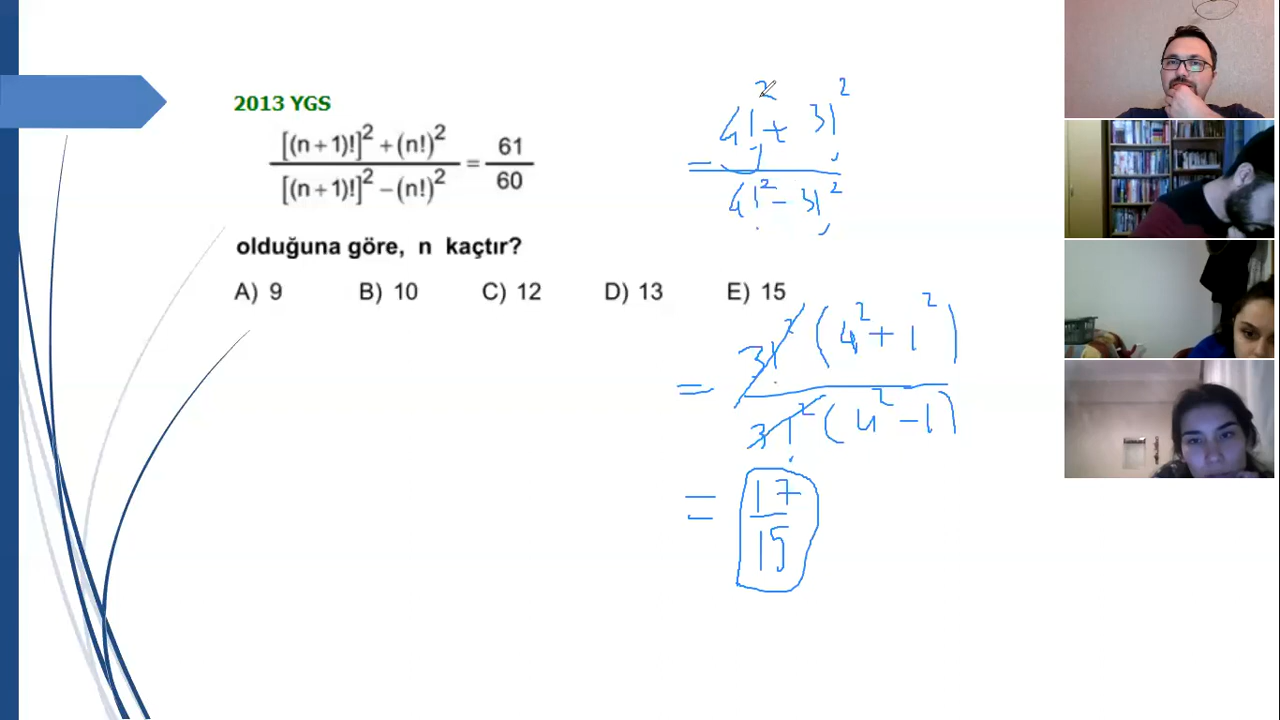 2013 YGS
[(n+1)!]² + (n!)² / [(n+1)!]² − (n!)² = 61/60
olduğuna göre, n kaçtır?
A) 9 B) 10 C) 12 D) 13 E) 15
= 4!² + 3!² / 4!² − 3!²
= 3!² (4² + 1²) / 3!² (4² − 1)
= 17/15